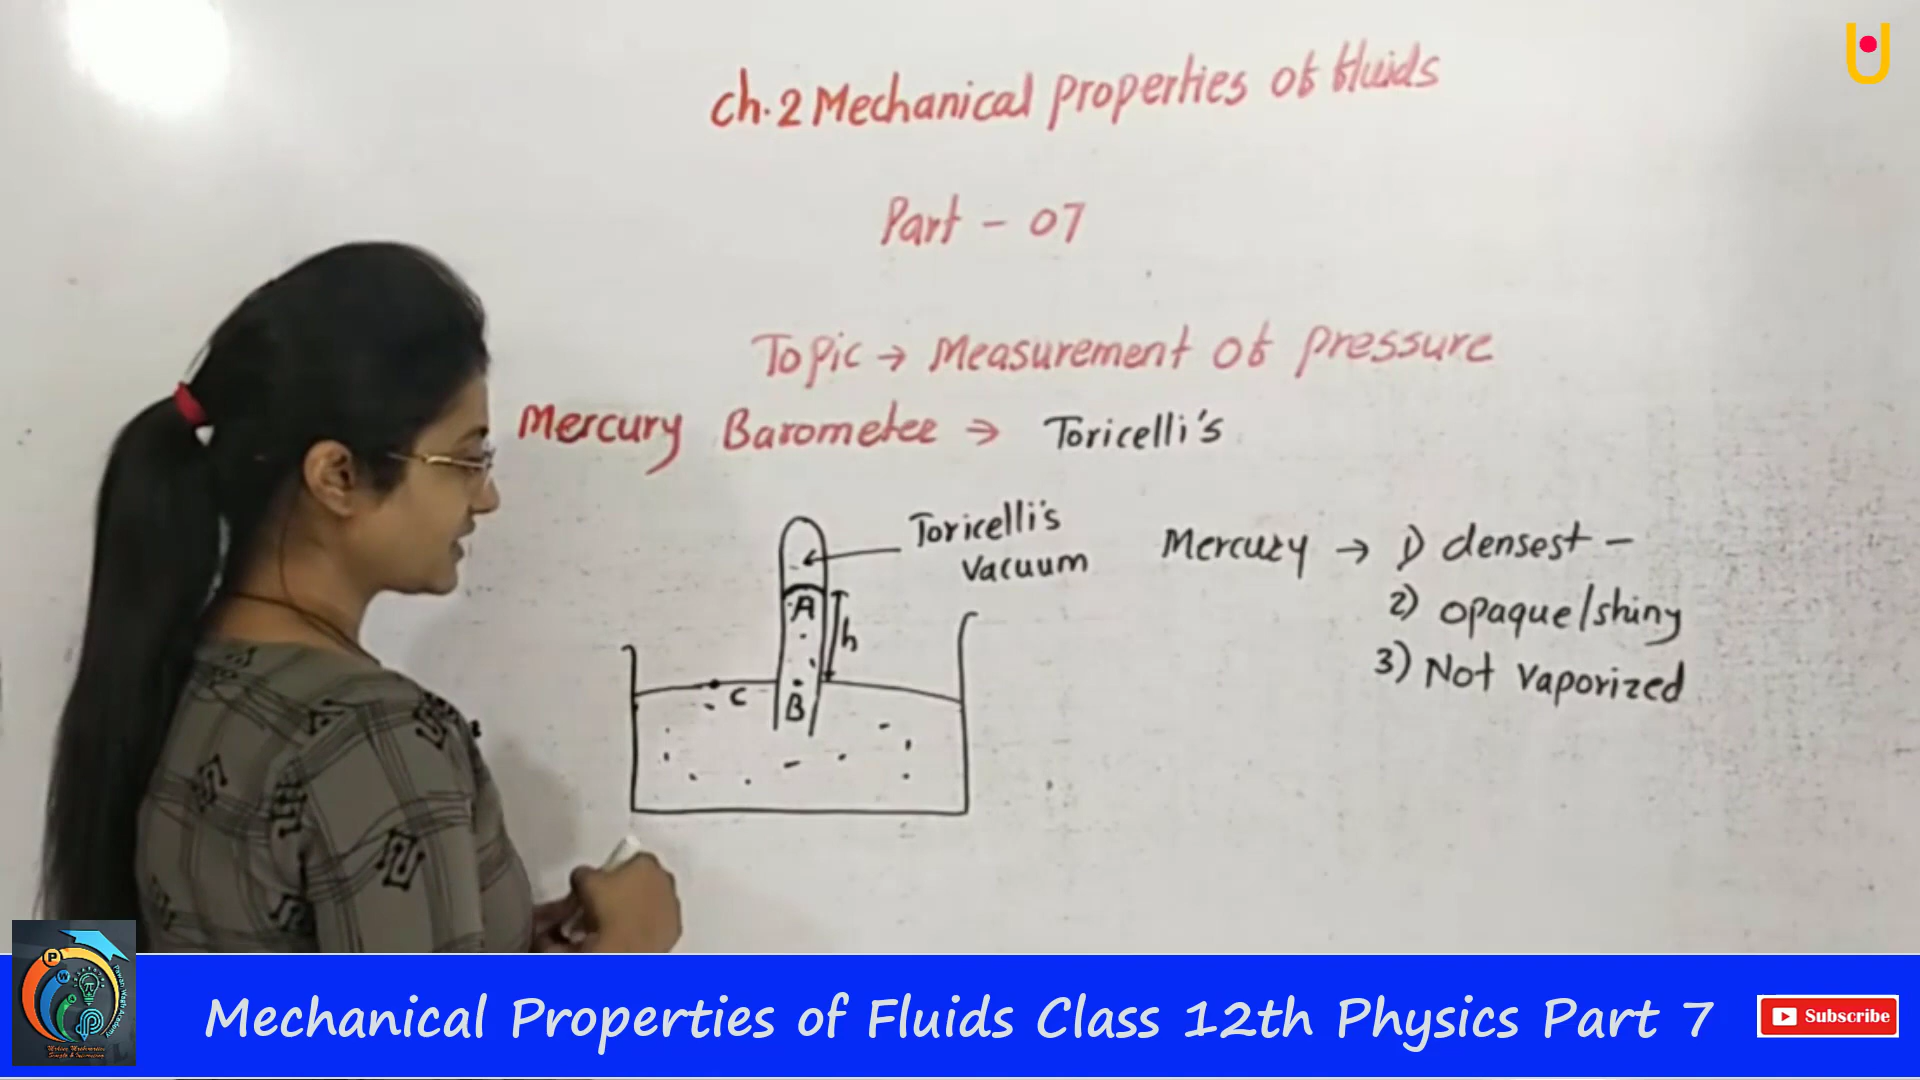 Ch.2 Mechanical properties of fluids
Part - 07
Topic → Measurement of pressure
Mercury Barometer → Toricelli's
Toricelli's
vacuum
A
h
C
B
Mercury → 1) densest -
2) opaque/shiny
3) Not vaporized
Mechanical Properties of Fluids Class 12th Physics Part 7
Subscribe